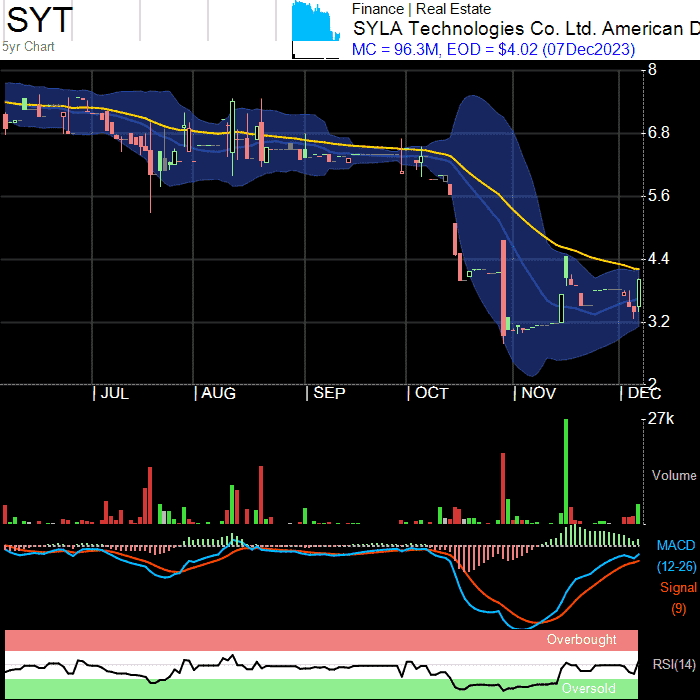 SYT
5yr Chart
Finance | Real Estate
SYLA Technologies Co. Ltd. American D
MC = 96.3M, EOD = $4.02 (07Dec2023)
8
6.8
5.6
4.4
3.2
2
JUL
AUG
SEP
OCT
NOV
DEC
27k
Volume
MACD
(12-26)
Signal
(9)
Overbought
RSI(14)
Oversold